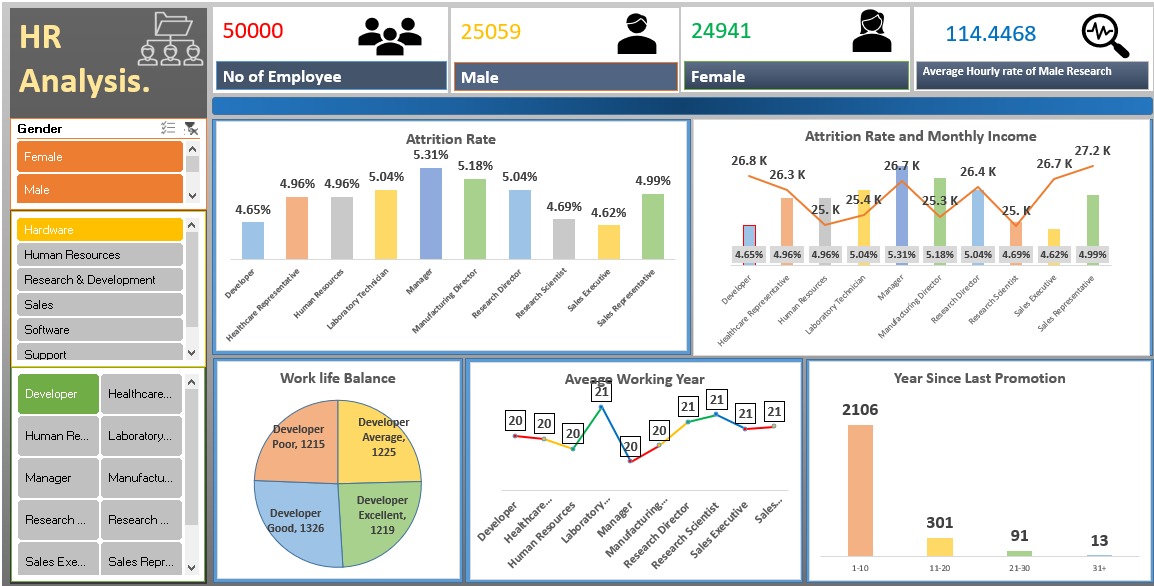 HR
Analysis.
50000
No of Employee
25059
Male
24941
Female
114.4468
Average Hourly rate of Male Research
Gender
Female
Male
Hardware
Human Resources
Research & Development
Sales
Software
Support
Developer
Healthcare...
Human Re...
Laboratory...
Manager
Manufactu...
Research ...
Research ...
Sales Exe...
Sales Repr...
Attrition Rate
4.65%
4.96%
4.96%
5.04%
5.31%
5.18%
5.04%
4.69%
4.62%
4.99%
Developer
Healthcare Representative
Human Resources
Laboratory Technician
Manager
Manufacturing Director
Research Director
Research Scientist
Sales Executive
Sales Representative
Attrition Rate and Monthly Income
26.8 K
26.3 K
25. K
25.4 K
26.7 K
25.3 K
26.4 K
25. K
26.7 K
27.2 K
4.65%
4.96%
4.96%
5.04%
5.31%
5.18%
5.04%
4.69%
4.62%
4.99%
Developer
Healthcare Representative
Human Resources
Laboratory Technician
Manager
Manufacturing Director
Research Director
Research Scientist
Sales Executive
Sales Representative
Work life Balance
Developer
Poor, 1215
Developer
Average,
1225
Developer
Good, 1326
Developer
Excellent,
1219
Aveage Working Year
20
20
20
21
20
20
21
21
21
21
Developer
Healthcare...
Human Resources
Laboratory...
Manager
Manufacturing...
Research Director
Research Scientist
Sales Executive
Sales...
Year Since Last Promotion
2106
301
91
13
1-10
11-20
21-30
31+